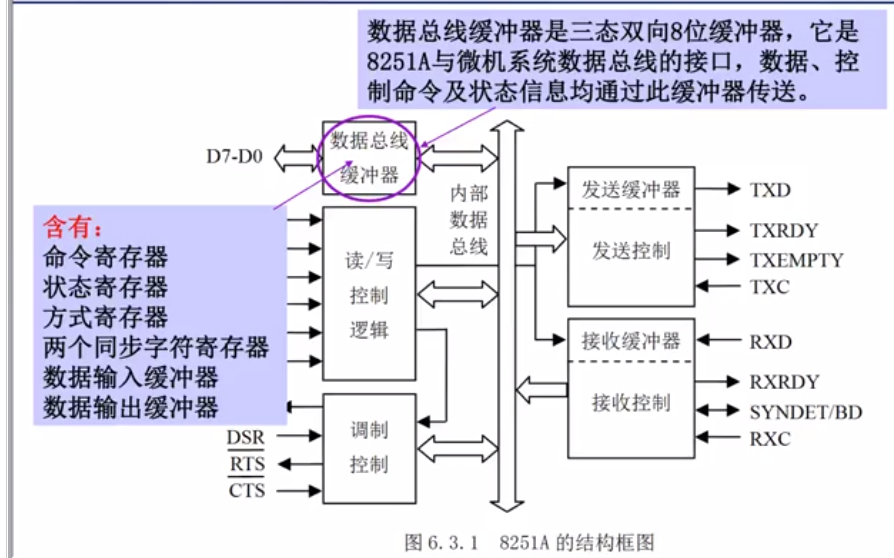 数据总线缓冲器是三态双向8位缓冲器，它是
8251A与微机系统数据总线的接口，数据、控
制命令及状态信息均通过此缓冲器传送。
D7-D0
数据总线
缓冲器
内部
数据
总线
含有：
命令寄存器
状态寄存器
方式寄存器
两个同步字符寄存器
数据输入缓冲器
数据输出缓冲器
读/写
控制
逻辑
调制
控制
DSR
RTS
CTS
发送缓冲器
发送控制
TXD
TXRDY
TXEMPTY
TXC
接收缓冲器
接收控制
RXD
RXRDY
SYNDET/BD
RXC
图 6.3.1 8251A 的结构框图